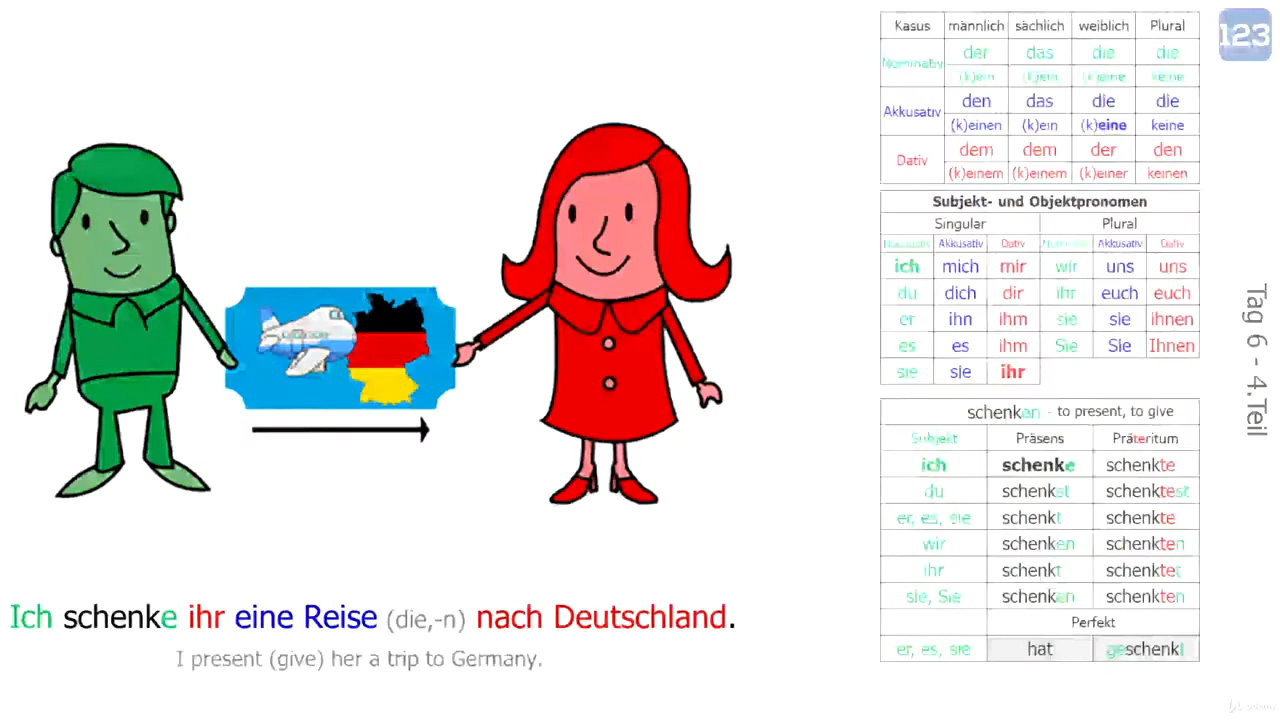 123
Tag 6 - 4.Teil
Kasus männlich sächlich weiblich Plural
Nominativ der das die die
(k)ein (k)ein (k)eine keine
Akkusativ den das die die
(k)einen (k)ein (k)eine keine
Dativ dem dem der den
(k)einem (k)einem (k)einer keinen
Subjekt- und Objektpronomen
Singular Plural
Akkusativ Dativ Akkusativ Dativ
ich mich mir wir uns uns
du dich dir ihr euch euch
er ihn ihm sie sie ihnen
es es ihm Sie Sie Ihnen
sie sie ihr
schenken - to present, to give
Subjekt Präsens Präteritum
ich schenke schenkte
du schenkst schenktest
er, es, sie schenkt schenkte
wir schenken schenkten
ihr schenkt schenktet
sie, Sie schenken schenkten
Perfekt
er, es, sie hat geschenkt
Ich schenke ihr eine Reise (die,-n) nach Deutschland.
I present (give) her a trip to Germany.